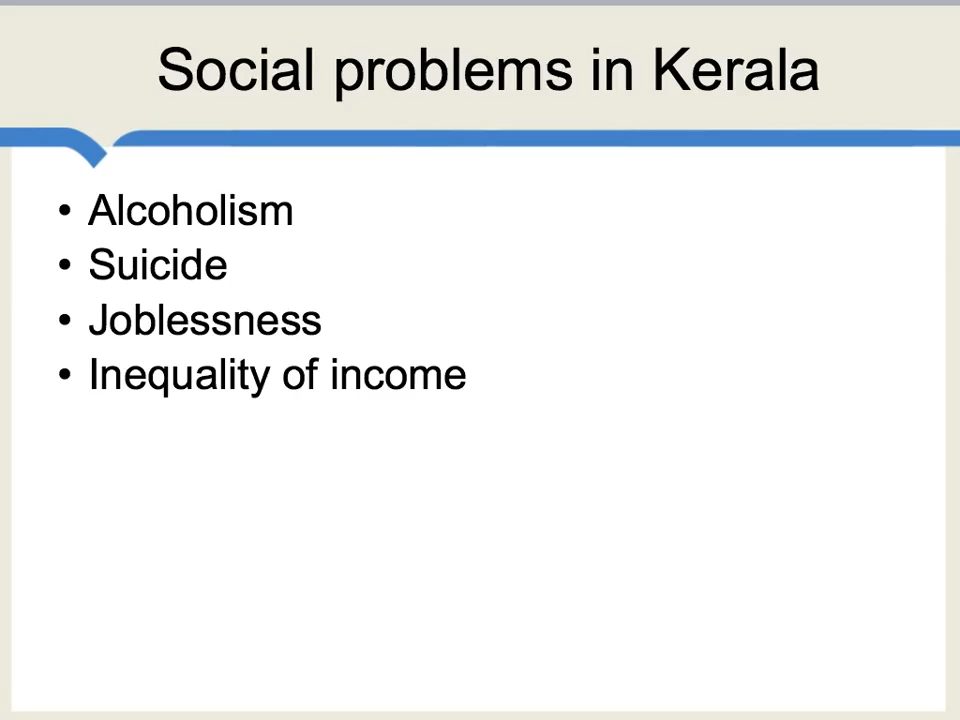 Social problems in Kerala
• Alcoholism
• Suicide
• Joblessness
• Inequality of income